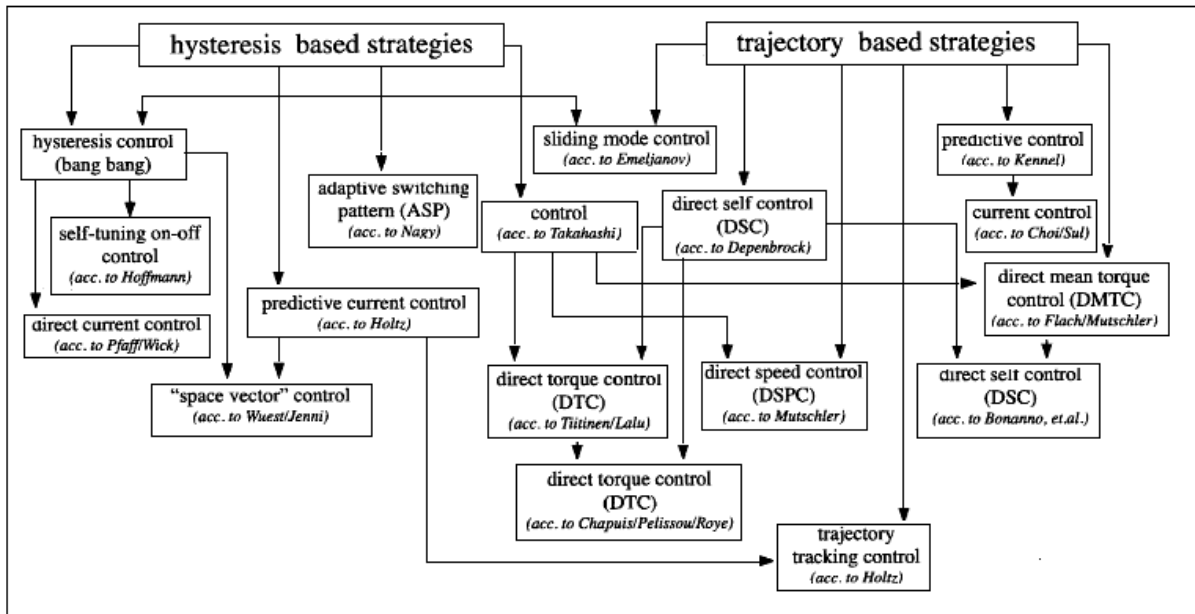 hysteresis based strategies
trajectory based strategies
hysteresis control
(bang bang)
sliding mode control
(acc. to Emeljanov)
predictive control
(acc. to Kennel)
adaptive switching
pattern (ASP)
(acc. to Nagy)
control
(acc. to Takahashi)
direct self control
(DSC)
(acc. to Depenbrock)
current control
(acc. to Choi/Sul)
self-tuning on-off
control
(acc. to Hoffmann)
direct mean torque
control (DMTC)
(acc. to Flach/Mutschler)
predictive current control
(acc. to Holtz)
direct current control
(acc. to Pfaff/Wick)
"space vector" control
(acc. to Wuest/Jenni)
direct torque control
(DTC)
(acc. to Tiitinen/Lalu)
direct speed control
(DSPC)
(acc. to Mutschler)
direct self control
(DSC)
(acc. to Bonanno, et.al.)
direct torque control
(DTC)
(acc. to Chapuis/Pelissou/Roye)
trajectory
tracking control
(acc. to Holtz)